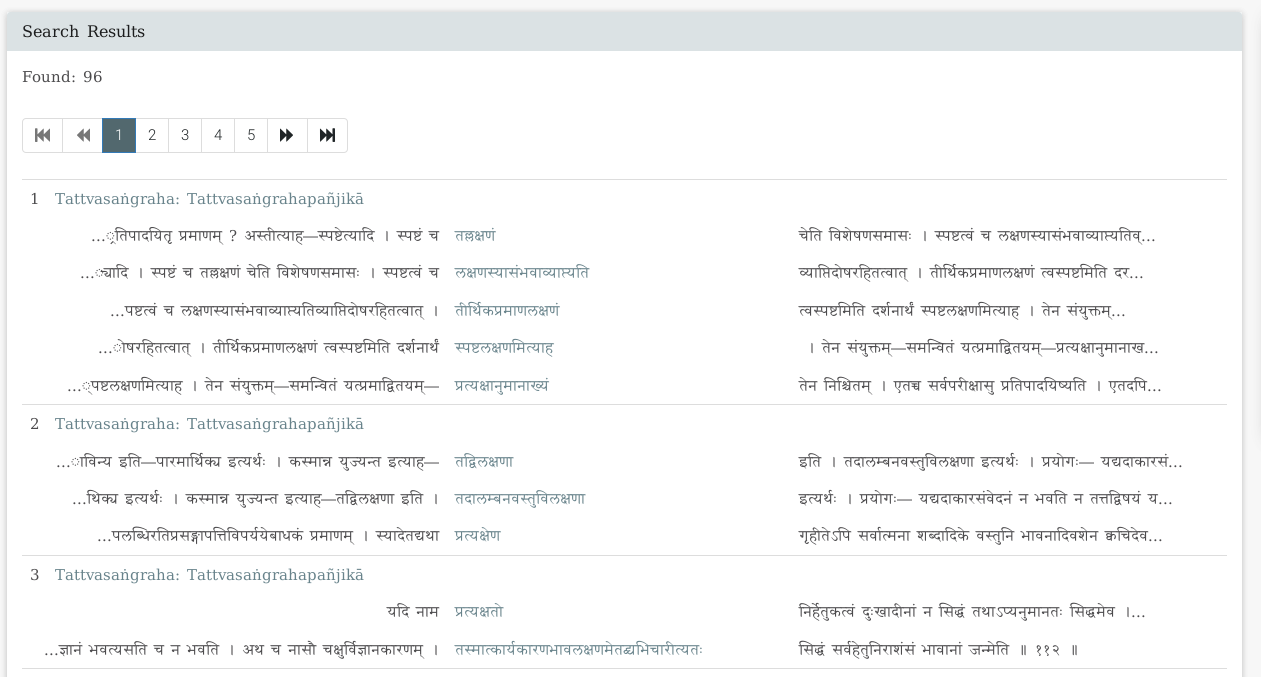 Search Results
Found: 96
1 2 3 4 5
1 Tattvasaṅgraha: Tattvasaṅgrahapañjikā
...्रतिपादयितृ प्रमाणम् ? अस्तीत्याह—स्पष्टेत्यादि । स्पष्टं च तल्लक्षणं चेति विशेषणसमासः । स्पष्टत्वं च लक्षणस्यासंभवाव्याप्त्यतिव्...
...्यादि । स्पष्टं च तल्लक्षणं चेति विशेषणसमासः । स्पष्टत्वं च लक्षणस्यासंभवाव्याप्त्यति व्याप्तिदोषरहितत्वात् । तीर्थिकप्रमाणलक्षणं त्वस्पष्टमिति दर...
...पष्टत्वं च लक्षणस्यासंभवाव्याप्त्यतिव्याप्तिदोषरहितत्वात् । तीर्थिकप्रमाणलक्षणं त्वस्पष्टमिति दर्शनार्थं स्पष्टलक्षणमित्याह । तेन संयुक्तम्...
...ोषरहितत्वात् । तीर्थिकप्रमाणलक्षणं त्वस्पष्टमिति दर्शनार्थं स्पष्टलक्षणमित्याह । तेन संयुक्तम्—समन्वितं यत्प्रमाद्वितयम्—प्रत्यक्षानुमानाख...
...्पष्टलक्षणमित्याह । तेन संयुक्तम्—समन्वितं यत्प्रमाद्वितयम्— प्रत्यक्षानुमानाख्यं तेन निश्चितम् । एतच्च सर्वपरीक्षासु प्रतिपादयिष्यति । एतदपि...
2 Tattvasaṅgraha: Tattvasaṅgrahapañjikā
...ाविन्य इति—पारमार्थिक्य इत्यर्थः । कस्मान्न युज्यन्त इत्याह— तद्विलक्षणा इति । तदालम्बनवस्तुविलक्षणा इत्यर्थः । प्रयोगः— यद्यदाकारसं...
...थिक्य इत्यर्थः । कस्मान्न युज्यन्त इत्याह—तद्विलक्षणा इति । तदालम्बनवस्तुविलक्षणा इत्यर्थः । प्रयोगः— यद्यदाकारसंवेदनं न भवति न तत्तद्विषयं य...
...पलब्धिरतिप्रसङ्गापत्तिविपर्ययेबाधकं प्रमाणम् । स्यादेतद्यथा प्रत्यक्षेण गृहीतेऽपि सर्वात्मना शब्दादिके वस्तुनि भावनादिवशेन क्वचिदेव...
3 Tattvasaṅgraha: Tattvasaṅgrahapañjikā
यदि नाम प्रत्यक्षतो निर्हेतुकत्वं दुःखादीनां न सिद्धं तथाऽप्यनुमानतः सिद्धमेव ।...
...ज्ञानं भवत्यसति च न भवति । अथ च नासौ चक्षुर्विज्ञानकारणम् । तस्मात्कार्यकारणभावलक्षणमेतद्व्यभिचारीत्यतः सिद्धं सर्वहेतुनिराशंसं भावानां जन्मेति ॥ ११२ ॥